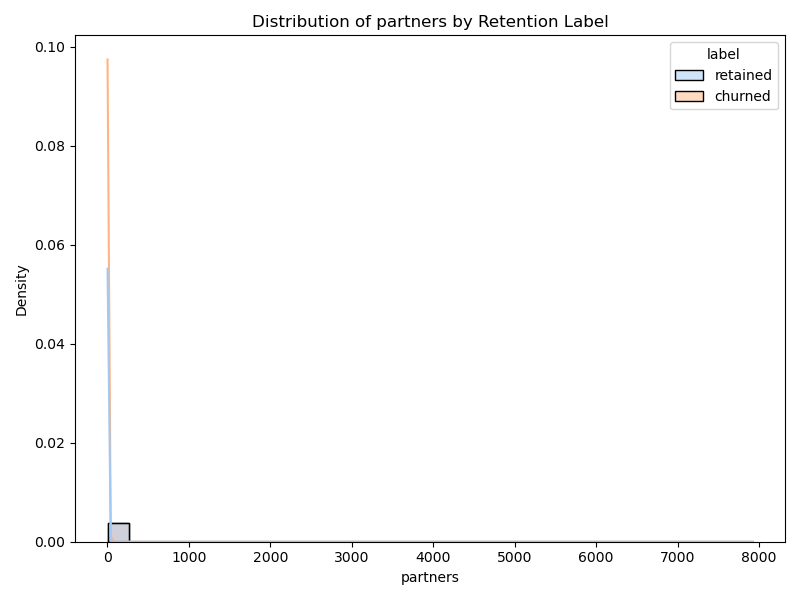 Distribution of partners by Retention Label
label
retained
churned
Density
0.10
0.08
0.06
0.04
0.02
0.00
0 1000 2000 3000 4000 5000 6000 7000 8000
partners